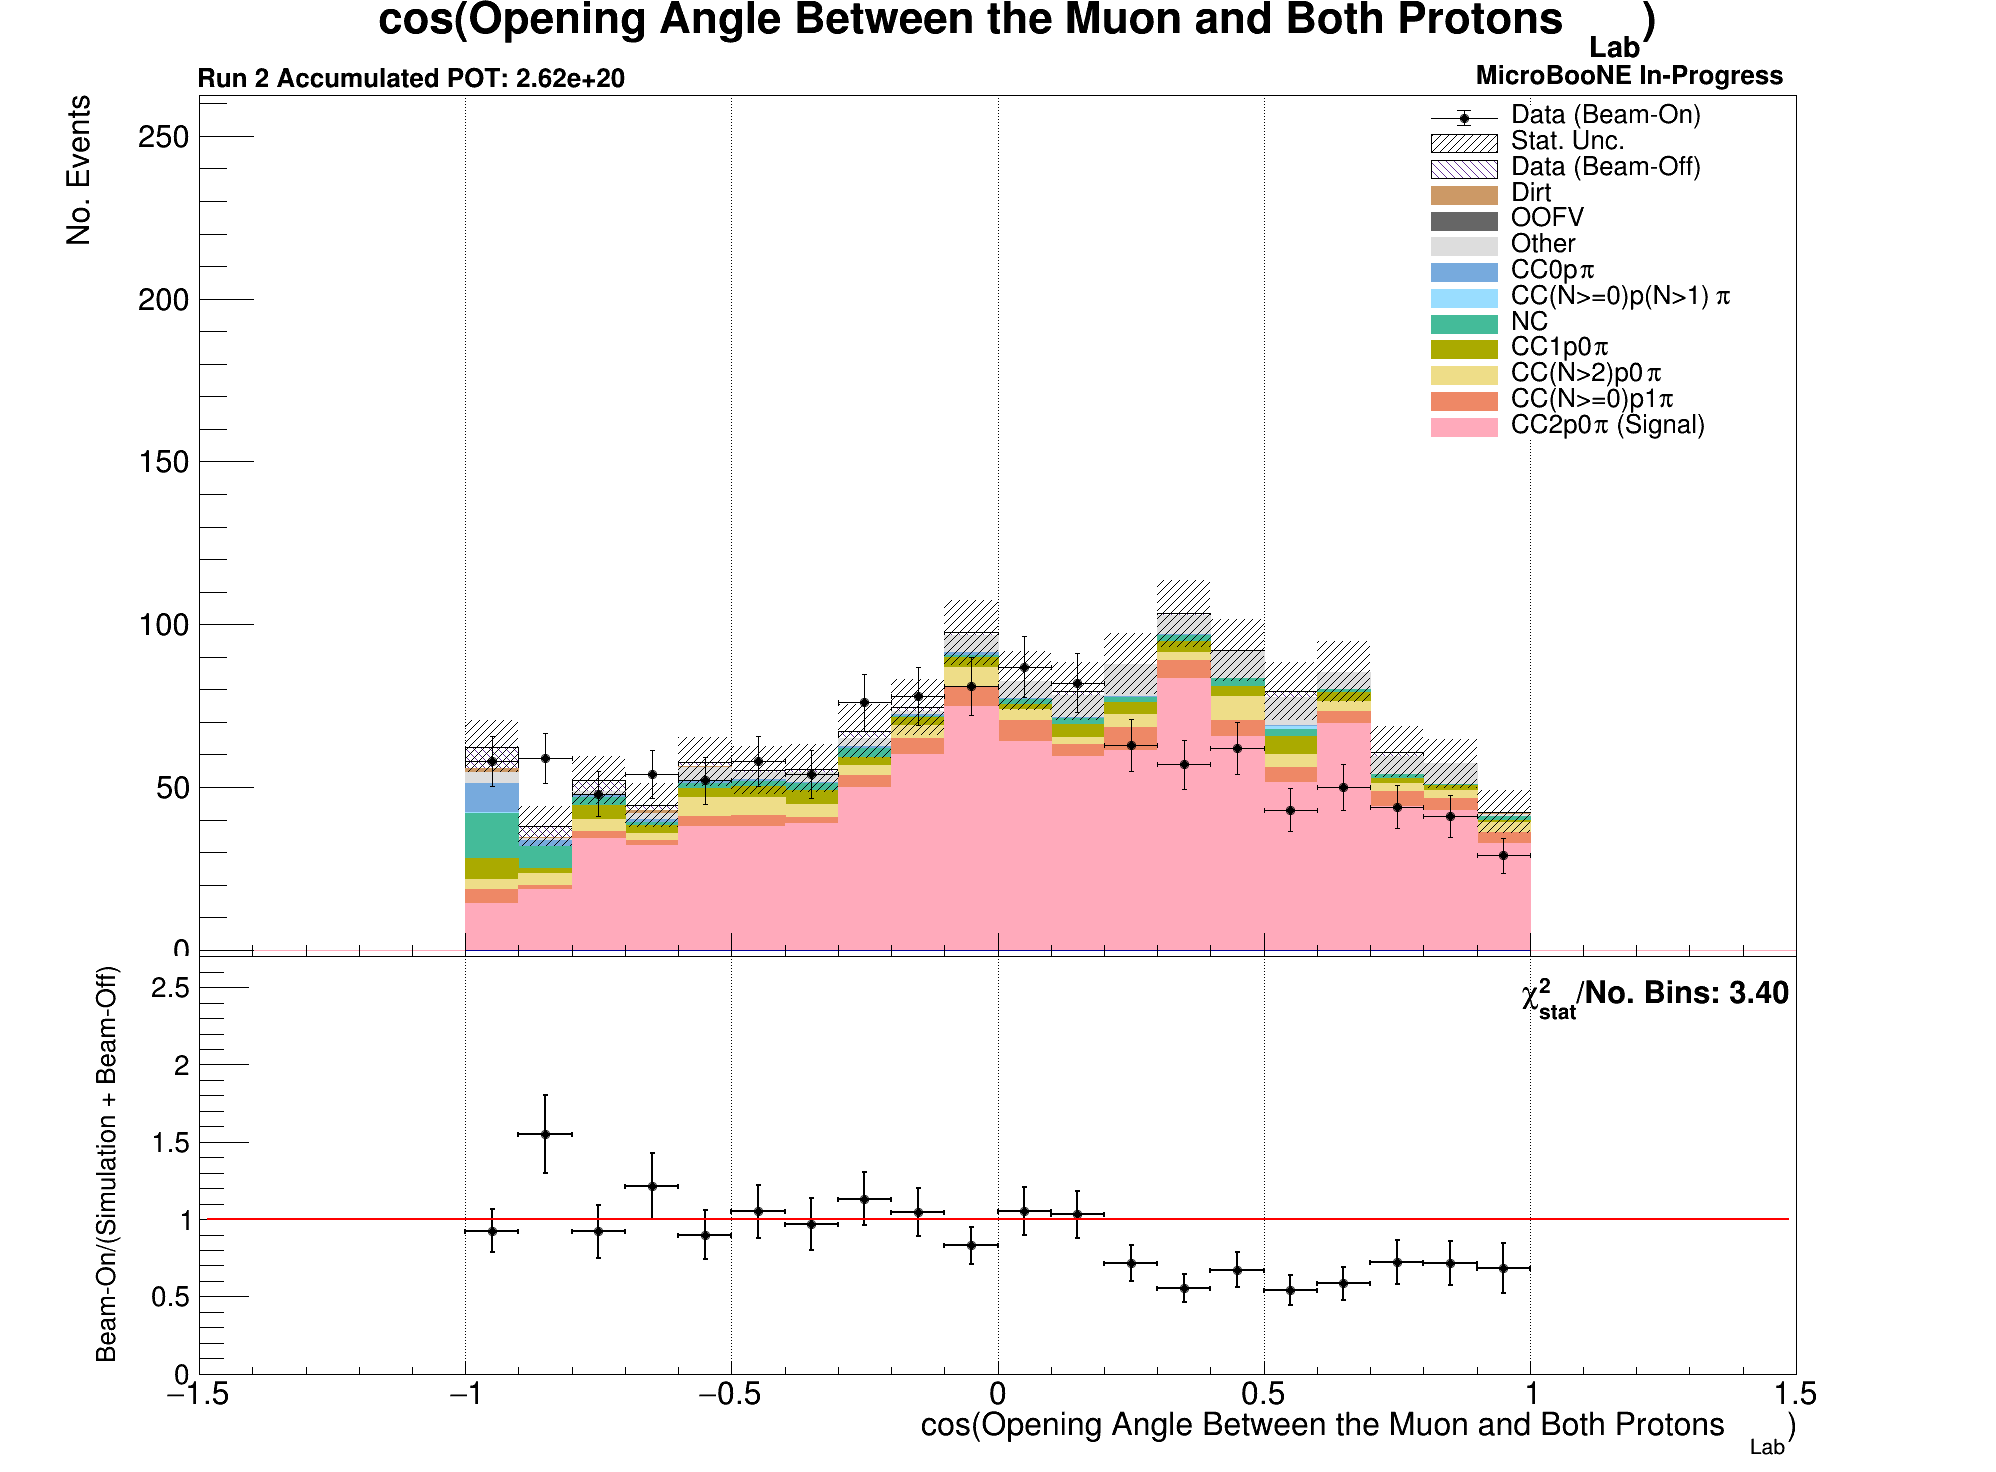 cos(Opening Angle Between the Muon and Both Protons Lab)
Run 2 Accumulated POT: 2.62e+20
MicroBooNE In-Progress
No. Events
250
200
150
100
50
0
Data (Beam-On)
Stat. Unc.
Data (Beam-Off)
Dirt
OOFV
Other
CC0pπ
CC(N>=0)p(N>1) π
NC
CC1p0π
CC(N>2)p0π
CC(N>=0)p1π
CC2p0π (Signal)
Beam-On/(Simulation + Beam-Off)
2.5
2
1.5
1
0.5
0
χ²stat/No. Bins: 3.40
−1.5 −1 −0.5 0 0.5 1 1.5
cos(Opening Angle Between the Muon and Both Protons Lab)